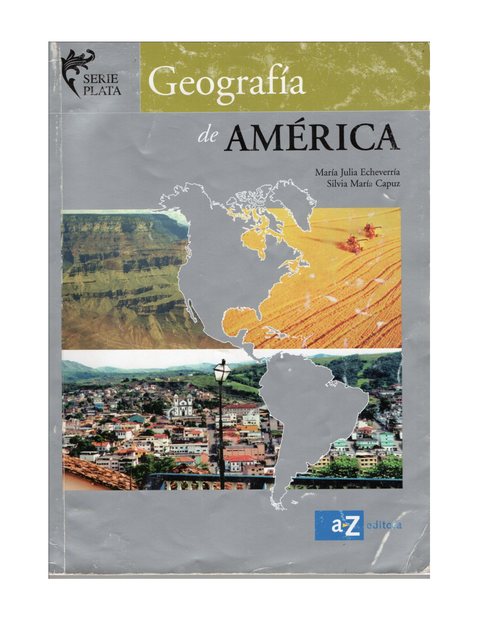 SERIE
PLATA
Geografía
de AMÉRICA
María Julia Echeverría
Silvia María Capuz
a-Z editora